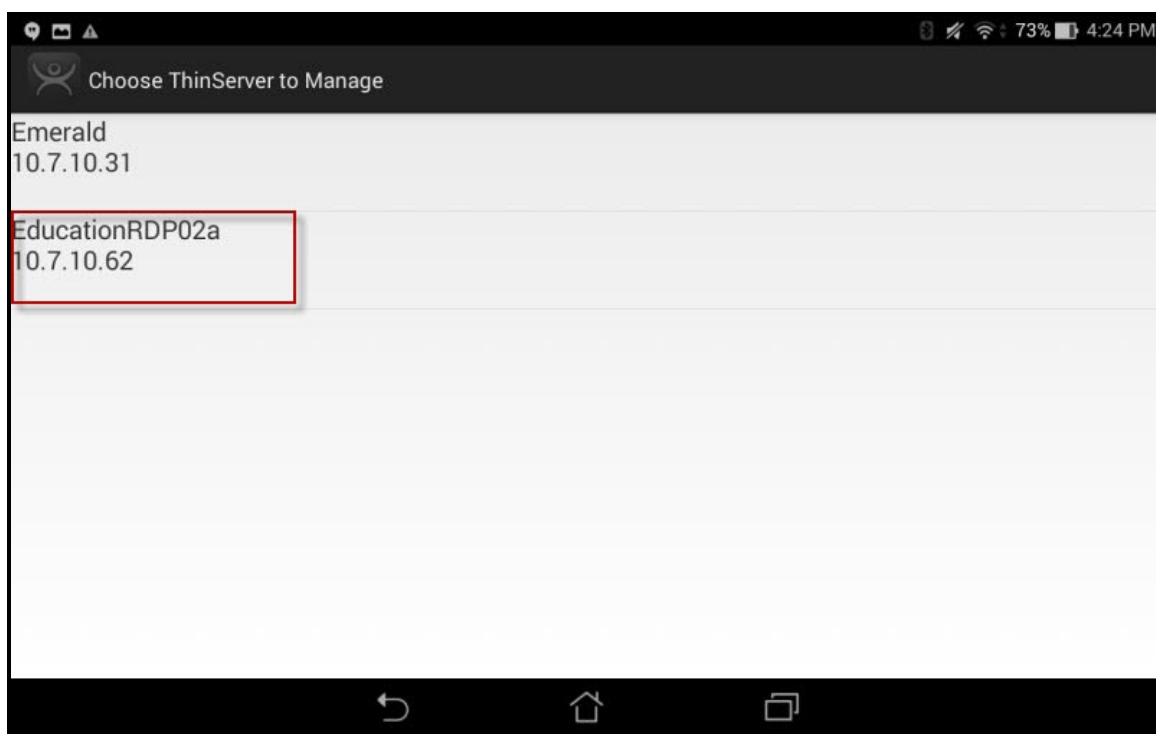 73% 4:24 PM
Choose ThinServer to Manage
Emerald
10.7.10.31
EducationRDP02a
10.7.10.62